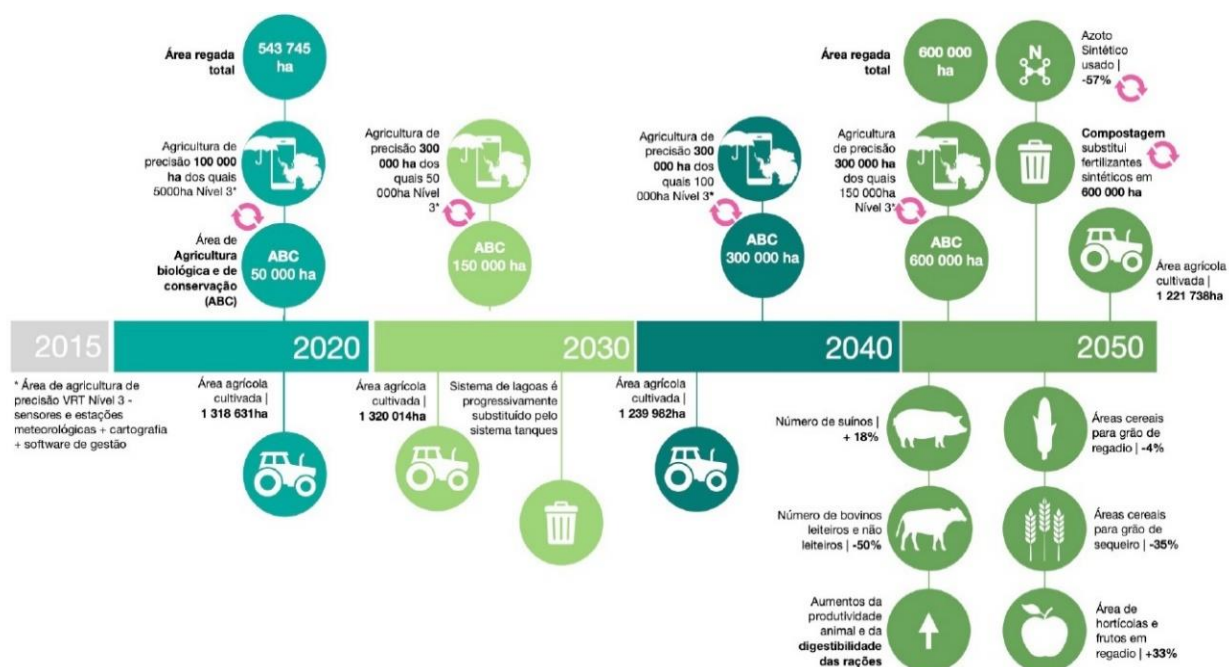 Área regada
total
543 745
ha
Agricultura de
precisão 100 000
ha dos quais
5000ha Nível 3*
Área de
Agricultura
biológica e de
conservação
(ABC)
ABC
50 000 ha
Agricultura de
precisão 300
000 ha dos
quais 50
000ha Nível
3*
ABC
150 000 ha
Agricultura de
precisão 300
000 ha dos
quais 100
000ha Nível 3*
ABC
300 000 ha
Área regada
total
600 000
ha
Agricultura
de precisão
300 000 ha
dos quais
150 000ha
Nível 3*
ABC
600 000 ha
N
Azoto
Sintético
usado |
-57%
Compostagem
substitui
fertilizantes
sintéticos em
600 000 ha
Área agrícola
cultivada |
1 221 738ha
2015
2020
2030
2040
2050
* Área de agricultura de
precisão VRT Nível 3 -
sensores e estações
meteorológicas + cartografia
+ software de gestão
Área agrícola
cultivada |
1 318 631ha
Área agrícola
cultivada |
1 320 014ha
Sistema de lagoas é
progressivamente
substituído pelo
sistema tanques
Área agrícola
cultivada |
1 239 982ha
Número de suínos |
+ 18%
Áreas cereais
para grão de
regadio | -4%
Número de bovinos
leiteiros e não
leiteiros | -50%
Áreas cereais
para grão de
sequeiro | -35%
Aumentos da
produtividade
animal e da
digestibilidade
das rações
Área de
hortícolas e
frutos em
regadio | +33%